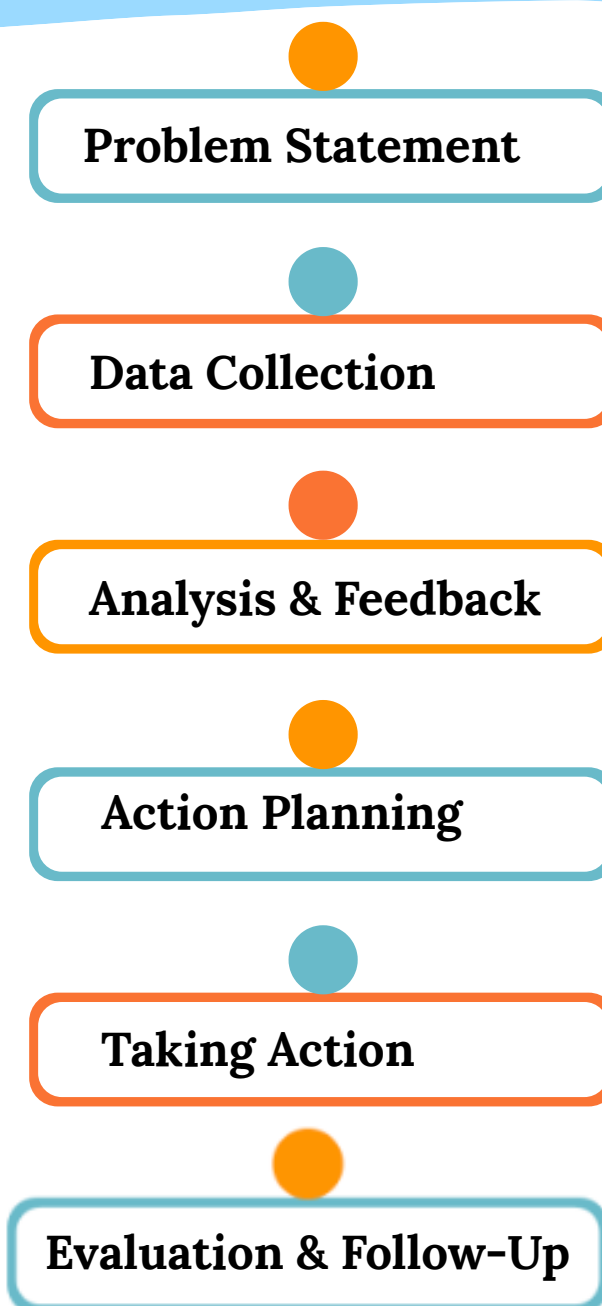 Problem Statement
Data Collection
Analysis & Feedback
Action Planning
Taking Action
Evaluation & Follow-Up